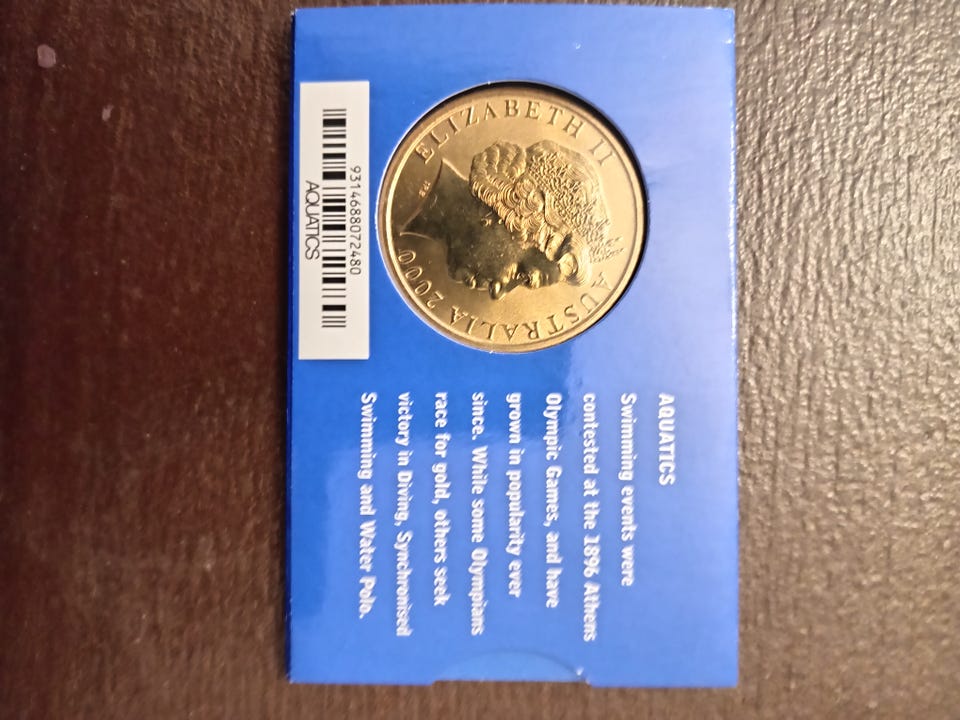 ELIZABETH II
AUSTRALIA 2000
9314688072480
AQUATICS
AQUATICS
Swimming events were
contested at the 1896 Athens
Olympic Games, and have
grown in popularity ever
since. While some Olympians
race for gold, others seek
victory in Diving, Synchronised
Swimming and Water Polo.